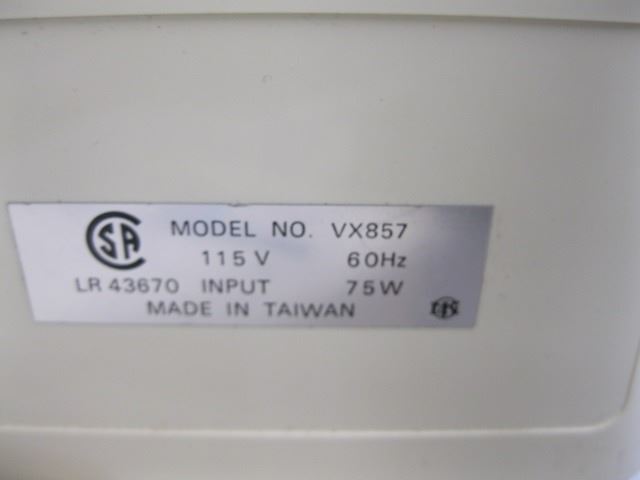 CSA MODEL NO. VX857
115 V 60Hz
LR 43670 INPUT 75W
MADE IN TAIWAN